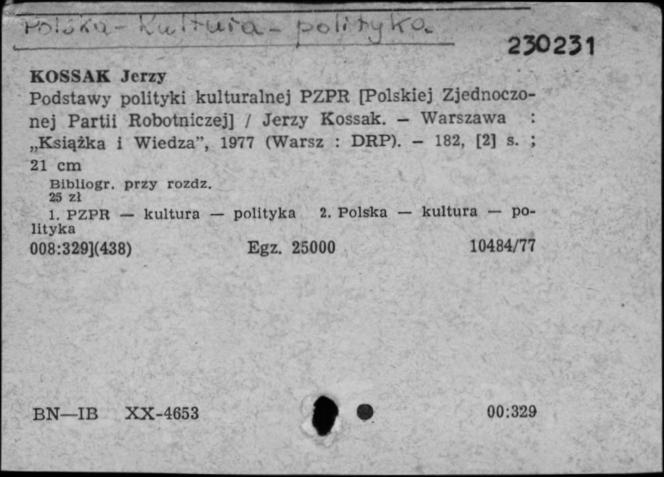 Polska - Kultura - polityka.
230231
KOSSAK Jerzy
Podstawy polityki kulturalnej PZPR [Polskiej Zjednoczo-
nej Partii Robotniczej] / Jerzy Kossak. — Warszawa :
„Książka i Wiedza”, 1977 (Warsz : DRP). — 182, [2] s. ;
21 cm
Bibliogr. przy rozdz.
25 zł
1. PZPR — kultura — polityka 2. Polska — kultura — po-
lityka
008:329](438) Egz. 25000 10484/77
BN—IB XX-4653 00:329